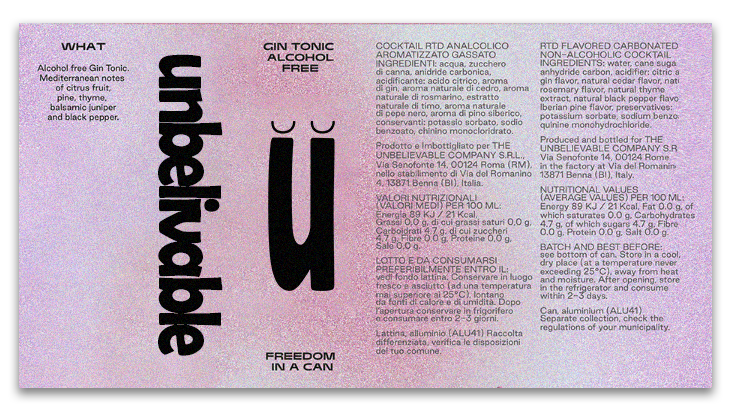 WHAT
Alcohol free Gin Tonic.
Mediterranean notes
of citrus fruit,
pine, thyme,
balsamic juniper
and black pepper.
unbelivable
GIN TONIC
ALCOHOL
FREE
ü
FREEDOM
IN A CAN
COCKTAIL RTD ANALCOLICO
AROMATIZZATO GASSATO
INGREDIENTI: acqua, zucchero
di canna, anidride carbonica,
acidificante: acido citrico, aroma
di gin, aroma naturale di cedro, aroma
naturale di rosmarino, estratto
naturale di timo, aroma naturale
di pepe nero, aroma di pino siberico,
conservanti: potassio sorbato, sodio
benzoato, chinino monocloridrato.
Prodotto e Imbottigliato per THE
UNBELIEVABLE COMPANY S.R.L.,
Via Senofonte 14, 00124 Roma (RM),
nello stabilimento di Via del Romanino
4, 13871 Benna (BI), Italia.
VALORI NUTRIZIONALI
(VALORI MEDI) PER 100 ML:
Energia 89 KJ / 21 Kcal.
Grassi 0.0 g, di cui grassi saturi 0.0 g.
Carboidrati 4.7 g, di cui zuccheri
4.7 g. Fibre 0.0 g. Proteine 0.0 g.
Sale 0.0 g.
LOTTO E DA CONSUMARSI
PREFERIBILMENTE ENTRO IL:
vedi fondo lattina. Conservare in luogo
fresco e asciutto (ad una temperatura
mai superiore ai 25°C), lontano
da fonti di calore e di umidità. Dopo
l'apertura conservare in frigorifero
e consumare entro 2-3 giorni.
Lattina, alluminio (ALU41) Raccolta
differenziata, verifica le disposizioni
del tuo comune.
RTD FLAVORED CARBONATED
NON-ALCOHOLIC COCKTAIL
INGREDIENTS: water, cane suga
anhydride carbon, acidifier: citric a
gin flavor, natural cedar flavor, nat
rosemary flavor, natural thyme
extract, natural black pepper flavo
Iberian pine flavor, preservatives:
potassium sorbate, sodium benzo
quinine monohydrochloride.
Produced and bottled for THE
UNBELIEVABLE COMPANY S.R
Via Senofonte 14, 00124 Rome
in the factory at Via del Romanin
4, 13871 Benna (BI), Italy.
NUTRITIONAL VALUES
(AVERAGE VALUES) PER 100 ML:
Energy 89 KJ / 21 Kcal, Fat 0.0 g, of
which saturates 0.0 g, Carbohydrates
4.7 g, of which sugars 4.7 g. Fibre
0.0 g. Protein 0.0 g. Salt 0.0 g.
BATCH AND BEST BEFORE:
see bottom of can. Store in a cool,
dry place (at a temperature never
exceeding 25°C), away from heat
and moisture. After opening, store
in the refrigerator and consume
within 2-3 days.
Can, aluminium (ALU41)
Separate collection, check the
regulations of your municipality.